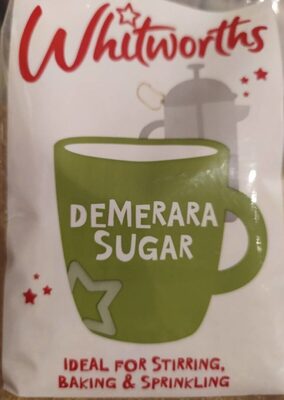 Whitworths
DEMERARA
SUGAR
IDEAL FOR STIRRING,
BAKING & SPRINKLING